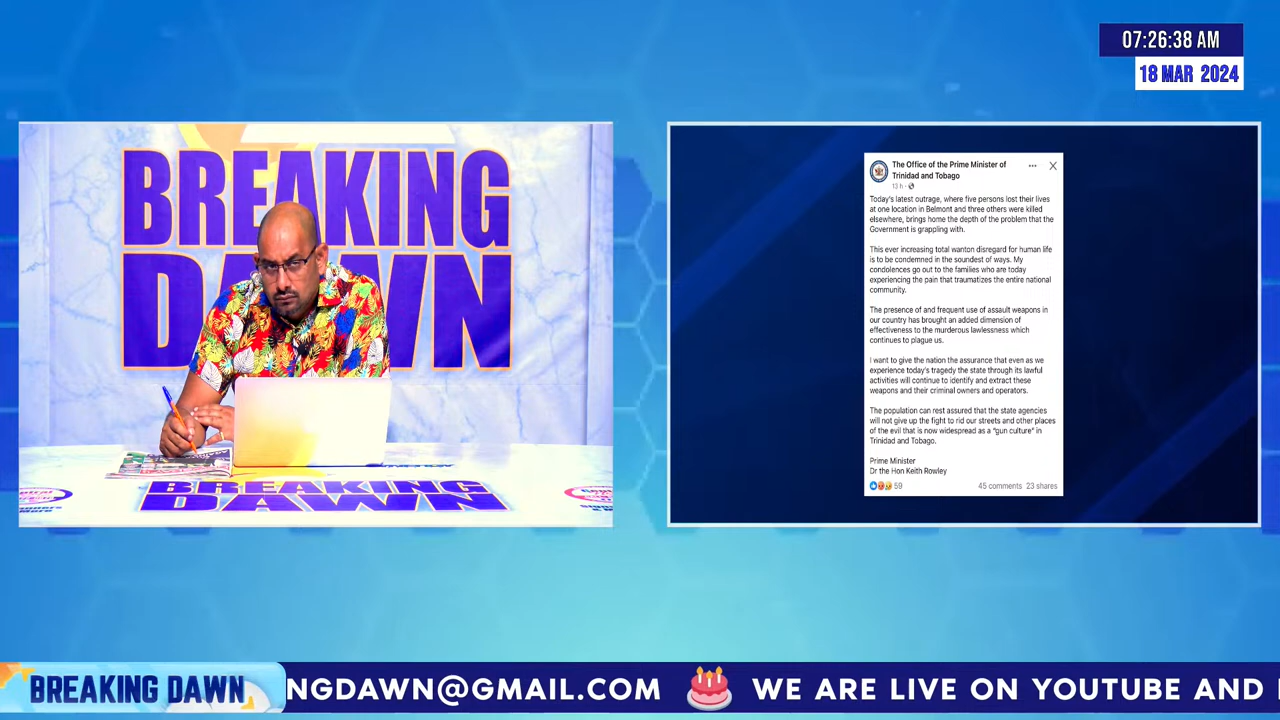 07:26:38 AM
18 MAR 2024
BREAKING
DAWN
BREAKING
DAWN
The Office of the Prime Minister of
Trinidad and Tobago
13 h
Today's latest outrage, where five persons lost their lives
at one location in Belmont and three others were killed
elsewhere, brings home the depth of the problem that the
Government is grappling with.
This ever increasing total wanton disregard for human life
is to be condemned in the soundest of ways. My
condolences go out to the families who are today
experiencing the pain that traumatizes the entire national
community.
The presence of and frequent use of assault weapons in
our country has brought an added dimension of
effectiveness to the murderous lawlessness which
continues to plague us.
I want to give the nation the assurance that even as we
experience today's tragedy the state through its lawful
activities will continue to identify and extract these
weapons and their criminal owners and operators.
The population can rest assured that the state agencies
will not give up the fight to rid our streets and other places
of the evil that is now widespread as a "gun culture" in
Trinidad and Tobago.
Prime Minister
Dr the Hon Keith Rowley
59
45 comments 23 shares
BREAKING DAWN
NGDAWN@GMAIL.COM
WE ARE LIVE ON YOUTUBE AND